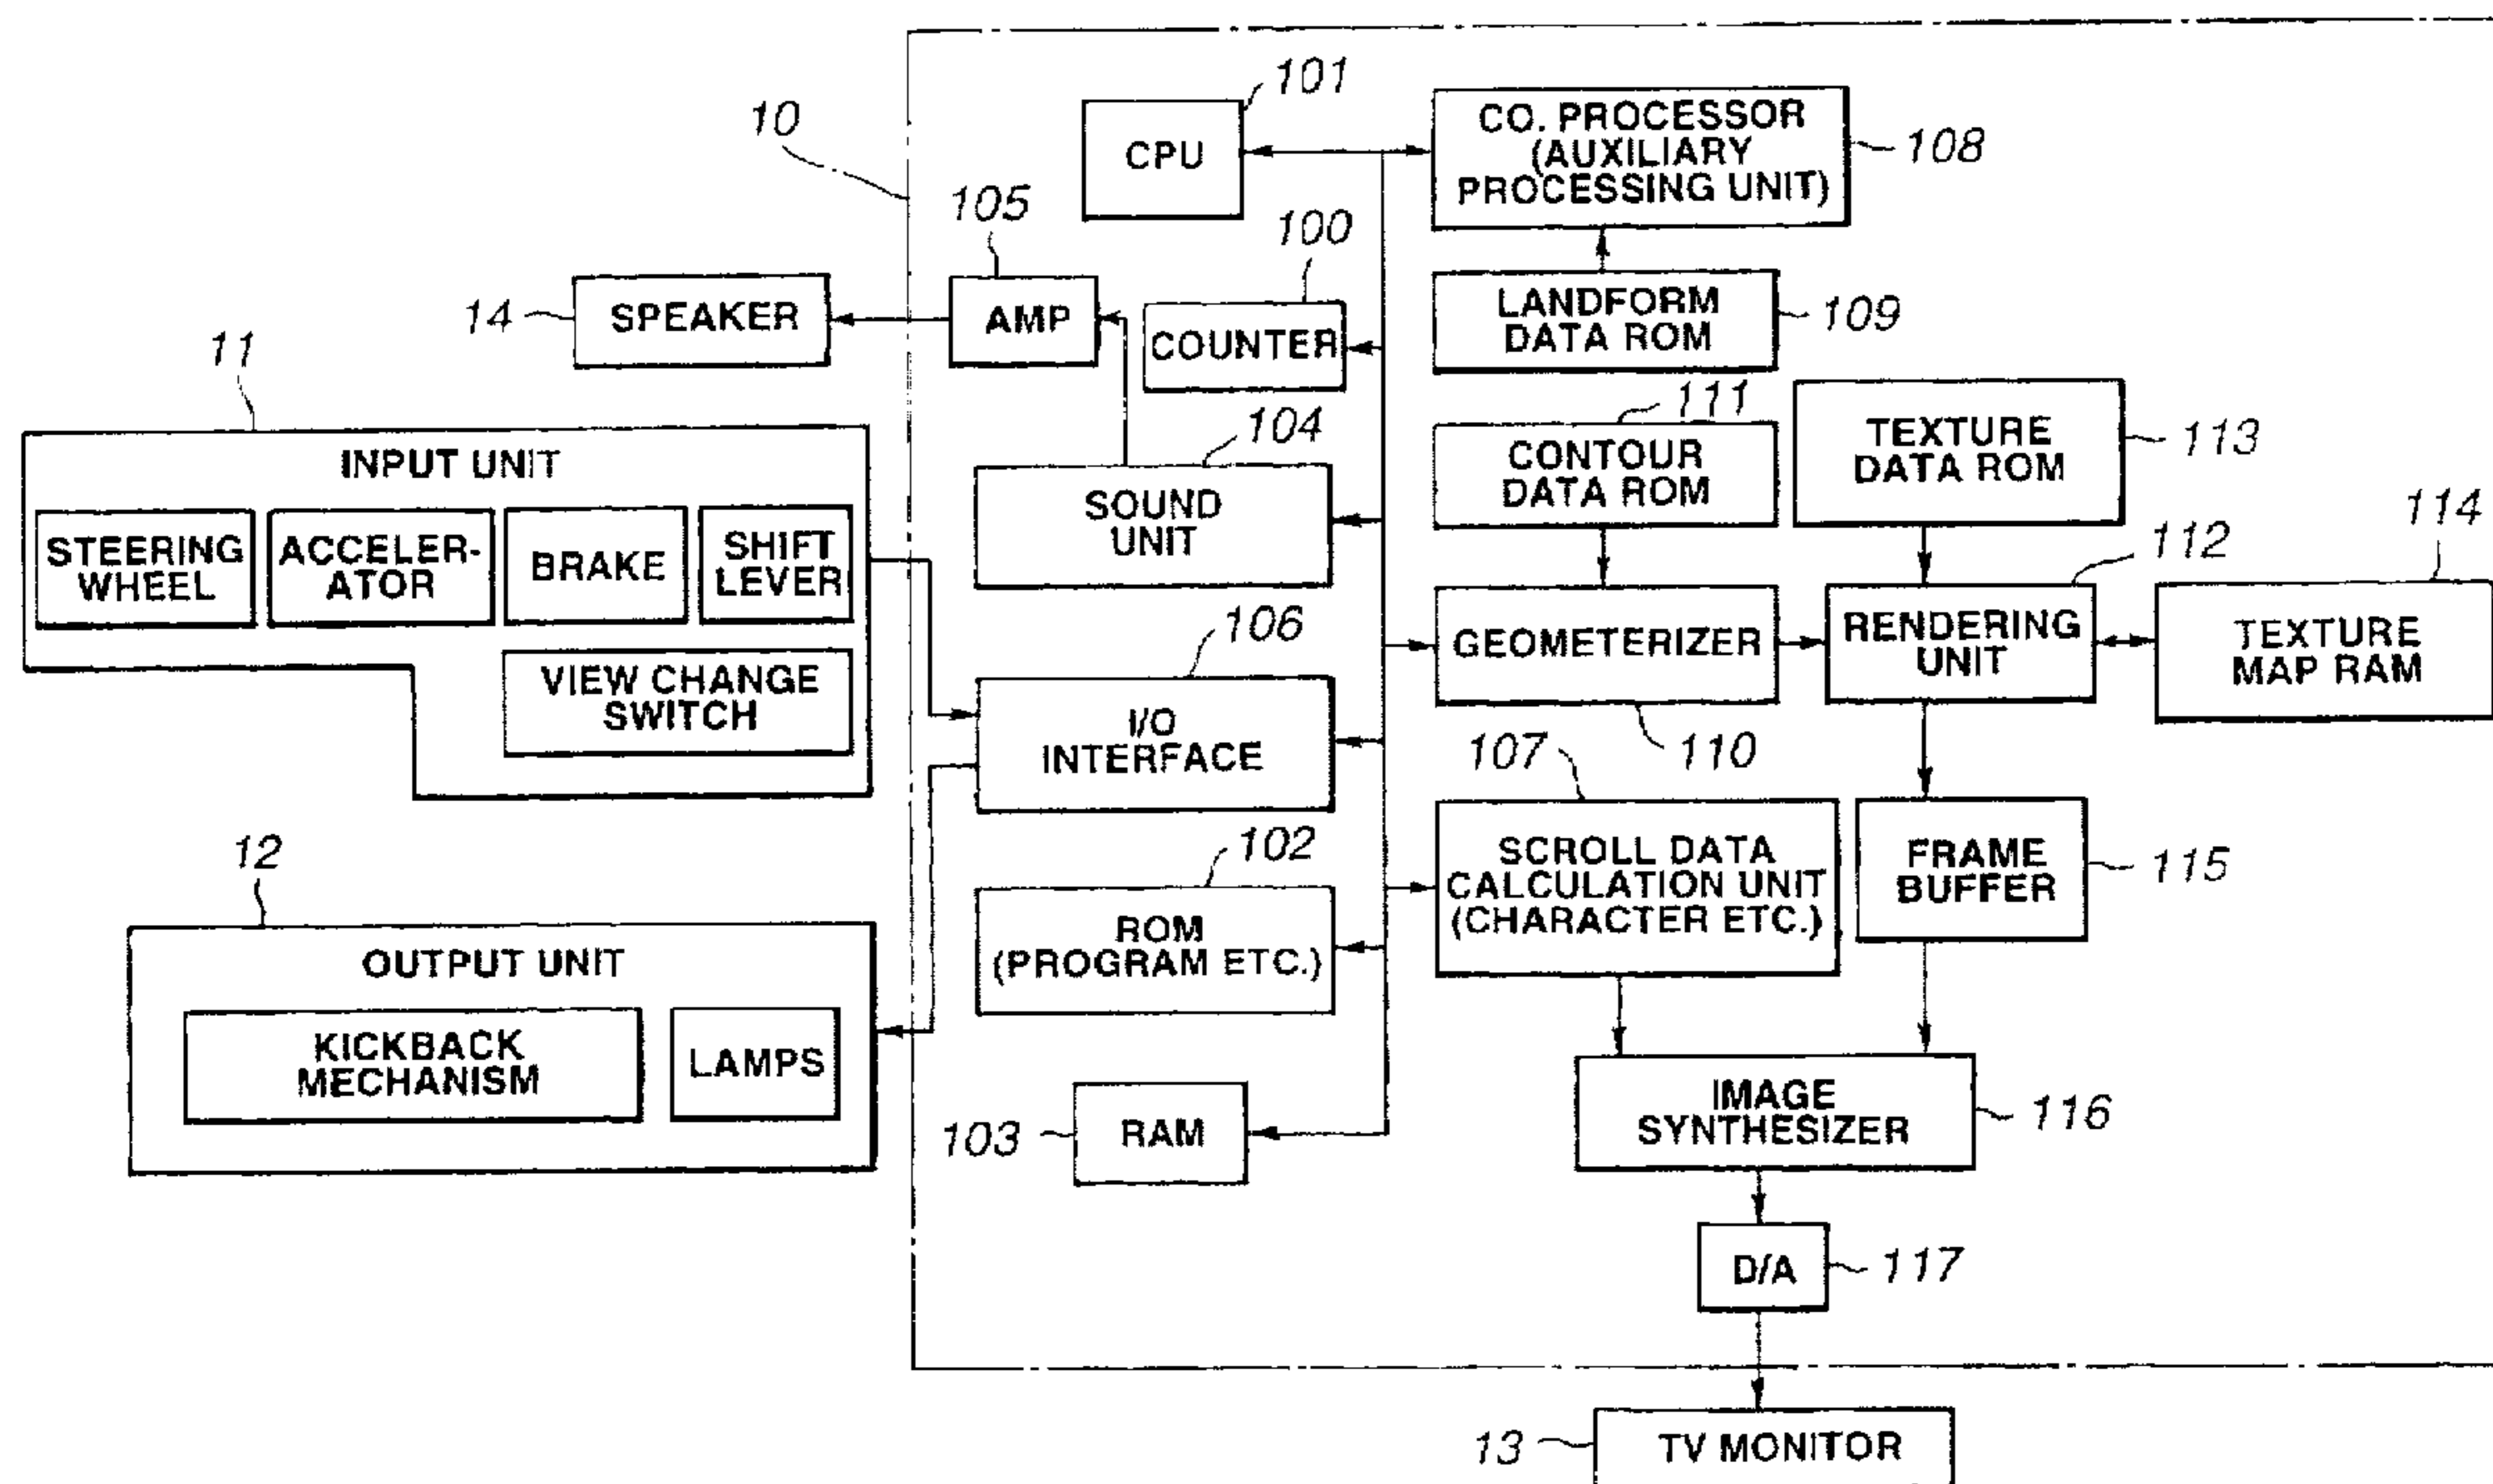 10
101
CPU
CO. PROCESSOR
(AUXILIARY
PROCESSING UNIT)
108
105
100
14
SPEAKER
AMP
COUNTER
LANDFORM
DATA ROM
109
11
INPUT UNIT
STEERING
WHEEL
ACCELER-
ATOR
BRAKE
SHIFT
LEVER
VIEW CHANGE
SWITCH
104
SOUND
UNIT
111
CONTOUR
DATA ROM
TEXTURE
DATA ROM
113
112
114
106
GEOMETERIZER
RENDERING
UNIT
TEXTURE
MAP RAM
I/O
INTERFACE
107
110
12
OUTPUT UNIT
KICKBACK
MECHANISM
LAMPS
102
ROM
(PROGRAM ETC.)
SCROLL DATA
CALCULATION UNIT
(CHARACTER ETC.)
FRAME
BUFFER
115
103
RAM
IMAGE
SYNTHESIZER
116
D/A
117
13
TV MONITOR